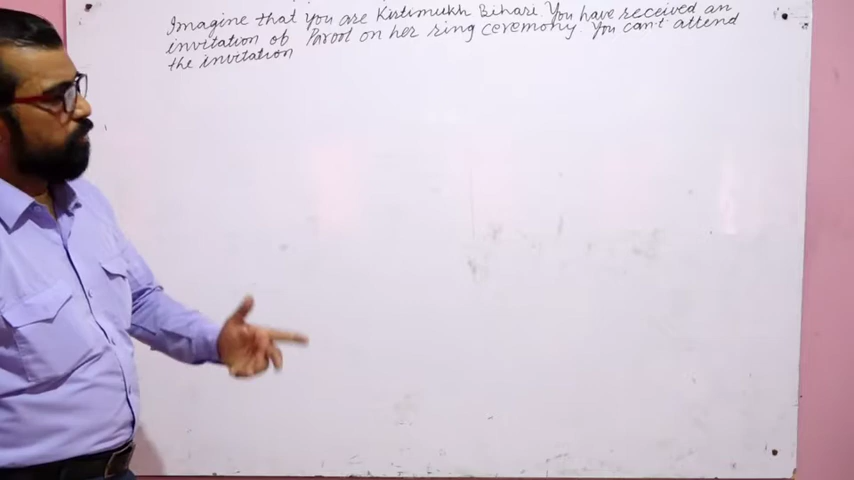 Imagine that You are Kirtimukh Bihari. You have received an
invitation of Parool on her ring ceremony. You can't attend
the invitation